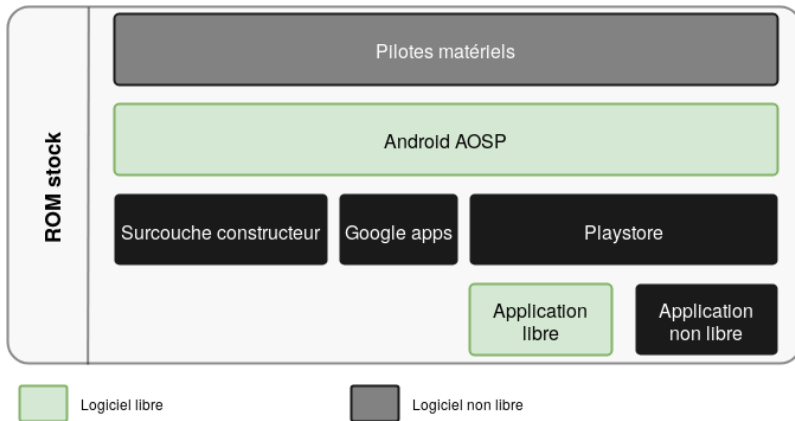 ROM stock
Pilotes matériels
Android AOSP
Surcouche constructeur
Google apps
Playstore
Application
libre
Application
non libre
Logiciel libre
Logiciel non libre